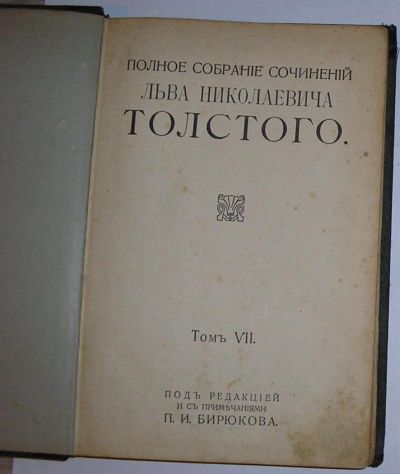 ПОЛНОЕ СОБРАНІЕ СОЧИНЕНІЙ
ЛЬВА НИКОЛАЕВИЧА
ТОЛСТОГО.
Томъ VII.
ПОДЪ РЕДАКЦІЕЙ
И СЪ ПРИМѢЧАНІЯМИ
П. И. БИРЮКОВА.